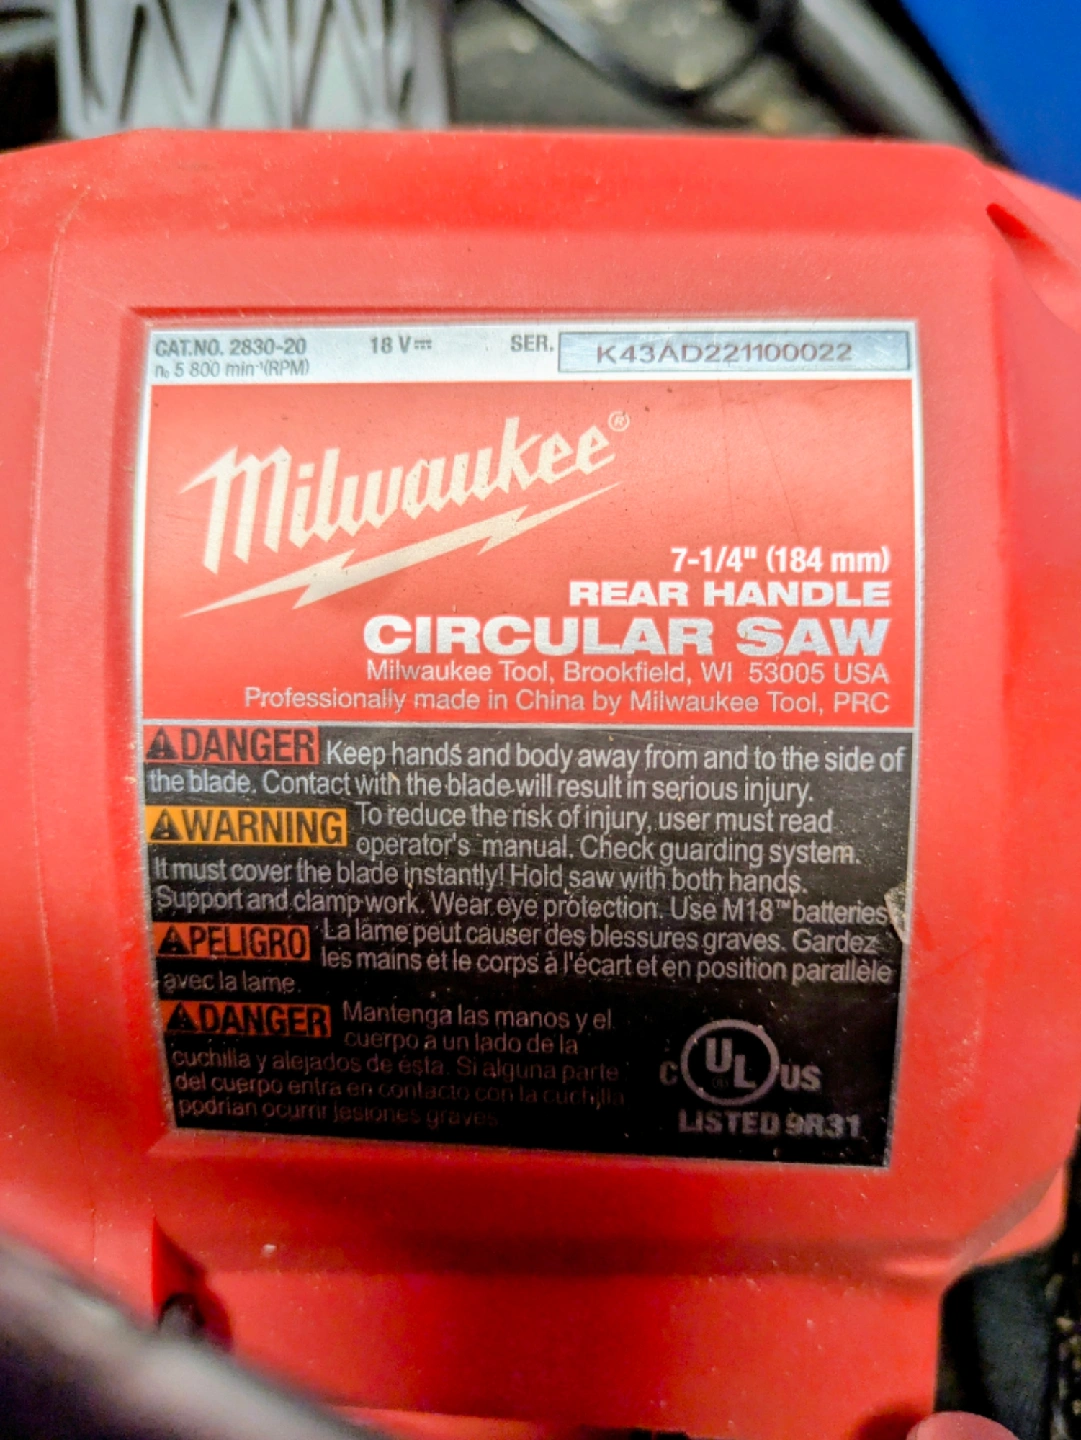 CAT.NO. 2830-20 18 V⎓ SER. K43AD221100022
n₀ 5 800 min⁻¹(RPM)
Milwaukee®
7-1/4" (184 mm)
REAR HANDLE
CIRCULAR SAW
Milwaukee Tool, Brookfield, WI 53005 USA
Professionally made in China by Milwaukee Tool, PRC
⚠DANGER Keep hands and body away from and to the side of
the blade. Contact with the blade will result in serious injury.
⚠WARNING To reduce the risk of injury, user must read
operator's manual. Check guarding system.
It must cover the blade instantly! Hold saw with both hands.
Support and clamp work. Wear eye protection. Use M18™ batteries
⚠PELIGRO La lame peut causer des blessures graves. Gardez
les mains et le corps à l'écart et en position parallèle
avec la lame.
⚠DANGER Mantenga las manos y el
cuerpo a un lado de la
cuchilla y alejados de ésta. Si alguna parte
del cuerpo entra en contacto con la cuchilla
podrian ocurrir lesiones graves.
C UL US
LISTED 9R31